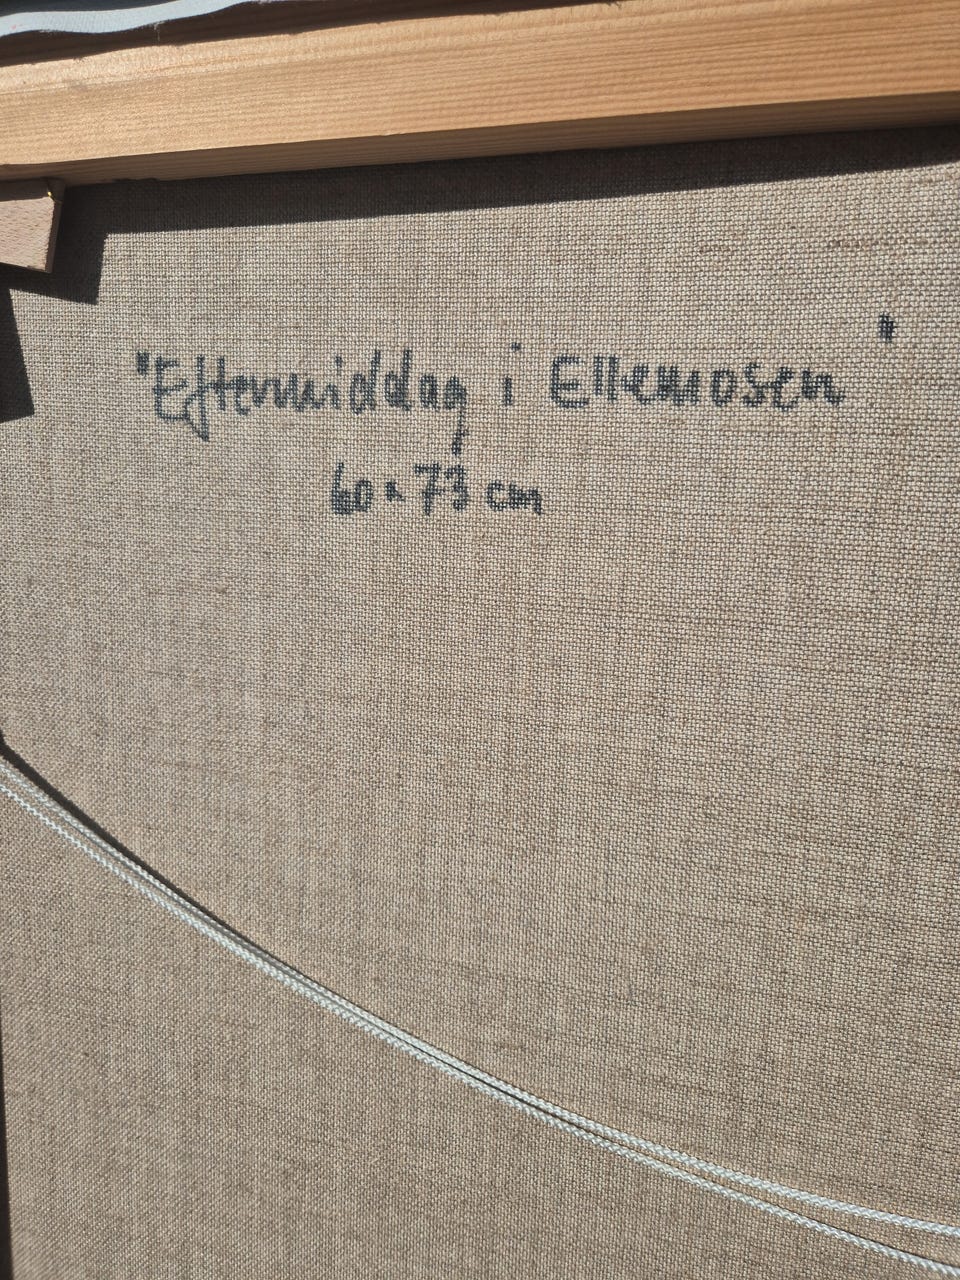 "Eftermiddag i Ellemosen"
60 x 73 cm